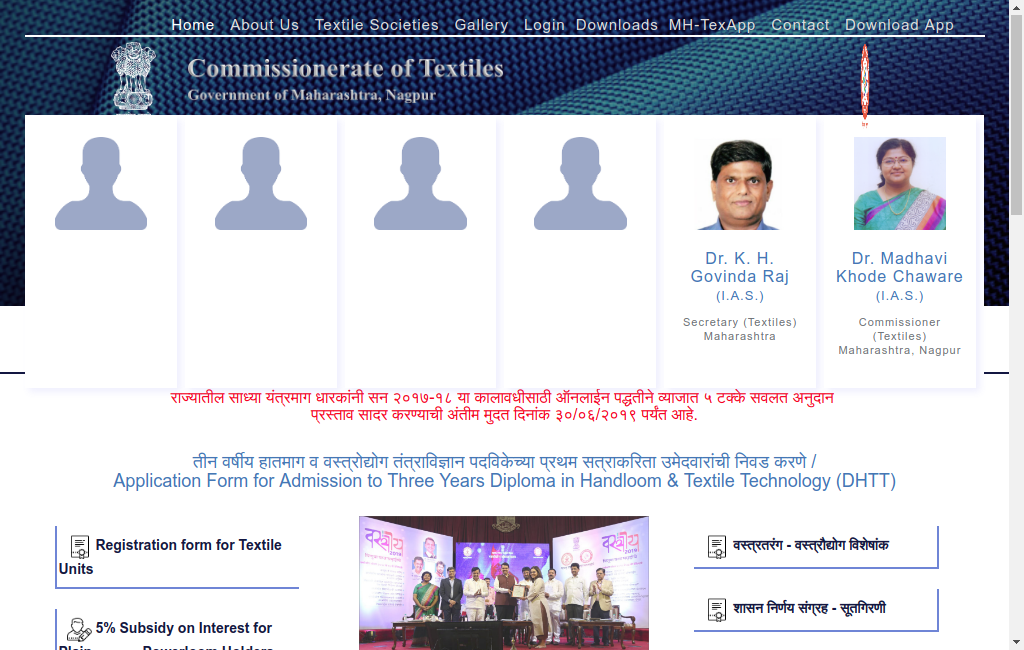 Home About Us Textile Societies Gallery Login Downloads MH-TexApp Contact Download App
Commissionerate of Textiles
Government of Maharashtra, Nagpur
Dr. K. H.
Govinda Raj
(I.A.S.)
Secretary (Textiles)
Maharashtra
Dr. Madhavi
Khode Chaware
(I.A.S.)
Commissioner
(Textiles)
Maharashtra, Nagpur
राज्यातील साध्या यंत्रमाग धारकांनी सन २०१७-१८ या कालावधीसाठी ऑनलाईन पद्धतीने व्याजात ५ टक्के सवलत अनुदान
प्रस्ताव सादर करण्याची अंतीम मुदत दिनांक ३०/०६/२०१९ पर्यंत आहे.
तीन वर्षीय हातमाग व वस्त्रोद्योग तंत्राविज्ञान पदविकेच्या प्रथम सत्राकरिता उमेदवारांची निवड करणे /
Application Form for Admission to Three Years Diploma in Handloom & Textile Technology (DHTT)
Registration form for Textile
Units
5% Subsidy on Interest for
Plain Powerloom Holders
वस्त्रतरंग - वस्त्रौद्योग विशेषांक
शासन निर्णय संग्रह - सूतगिरणी